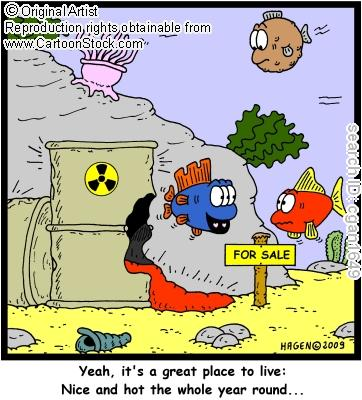 © Original Artist
Reproduction rights obtainable from
www.CartoonStock.com
FOR SALE
HAGEN©2009
Yeah, it's a great place to live:
Nice and hot the whole year round...